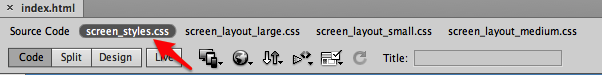 index.html
Source Code screen_styles.css screen_layout_large.css screen_layout_small.css screen_layout_medium.css
Code Split Design Live Title: